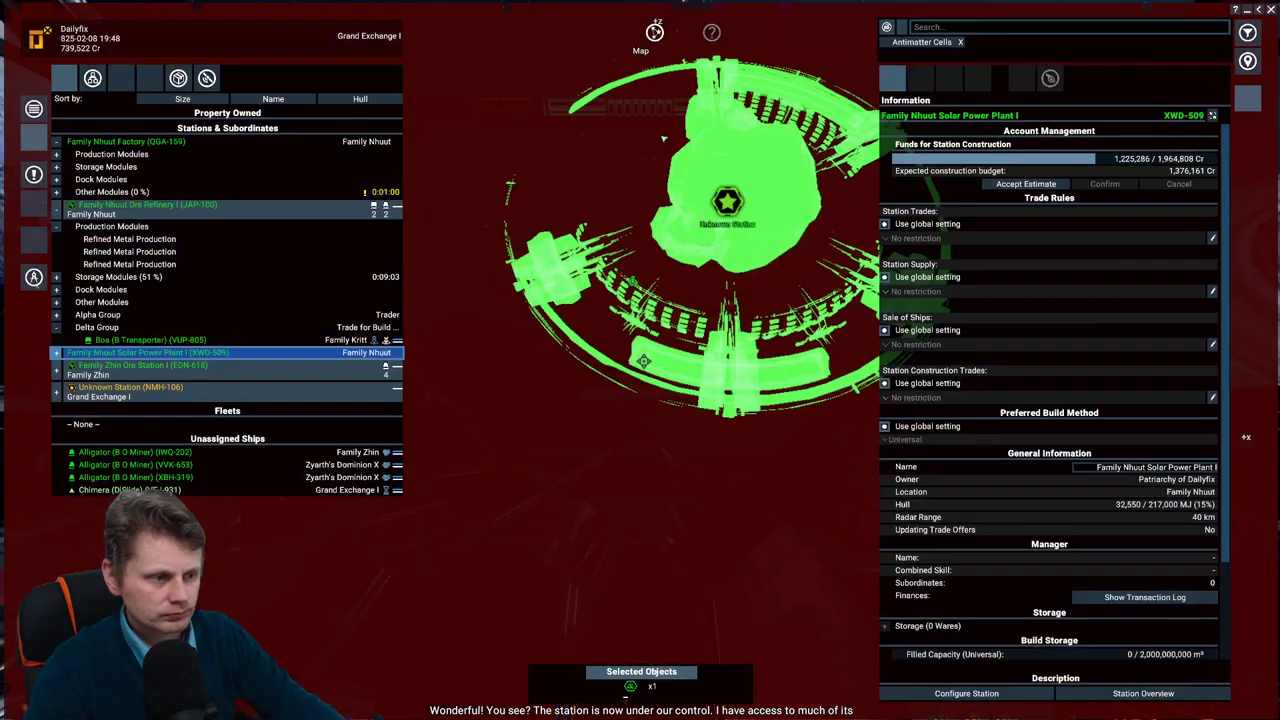 Dailyfix
825-02-08 19:48
739,522 Cr
Grand Exchange I
Sort by:
Size
Name
Hull
Property Owned
Stations & Subordinates
- Family Nhuut Factory (QGA-159) Family Nhuut
+ Production Modules
+ Storage Modules
+ Dock Modules
+ Other Modules (0 %) ! 0:01:00
- Family Nhuut Ore Refinery I (JAP-100)
Family Nhuut 2 2
- Production Modules
Refined Metal Production
Refined Metal Production
Refined Metal Production
+ Storage Modules (51 %) 0:09:03
+ Dock Modules
+ Other Modules
+ Alpha Group Trader
- Delta Group Trade for Build ...
Boa (B Transporter) (VUP-805) Family Kritt
+ Family Nhuut Solar Power Plant I (XWD-509) Family Nhuut
+ Family Zhin Ore Station I (EDN-618)
Family Zhin 4
+ Unknown Station (NMH-106)
Grand Exchange I
Fleets
-- None --
Unassigned Ships
Alligator (B O Miner) (IWQ-202) Family Zhin
Alligator (B O Miner) (VVK-653) Zyarth's Dominion X
Alligator (B O Miner) (XBH-319) Zyarth's Dominion X
Grand Exchange I
+z
Map
?
Unknown Station
+x
Selected Objects
x1
Wonderful! You see? The station is now under our control. I have access to much of its
? X
Search...
Antimatter Cells X
Information
Family Nhuut Solar Power Plant I XWD-509
Account Management
Funds for Station Construction
1,225,286 / 1,964,808 Cr
Expected construction budget: 1,376,161 Cr
Accept Estimate Confirm Cancel
Trade Rules
Station Trades:
Use global setting
No restriction
Station Supply:
Use global setting
No restriction
Sale of Ships:
Use global setting
No restriction
Station Construction Trades:
Use global setting
No restriction
Preferred Build Method
Use global setting
Universal
General Information
Name Family Nhuut Solar Power Plant I
Owner Patriarchy of Dailyfix
Location Family Nhuut
Hull 32,550 / 217,000 MJ (15%)
Radar Range 40 km
Updating Trade Offers No
Manager
Name: -
Combined Skill: -
Subordinates: 0
Finances: Show Transaction Log
Storage
+ Storage (0 Wares)
Build Storage
Filled Capacity (Universal): 0 / 2,000,000,000 m³
Description
Configure Station Station Overview